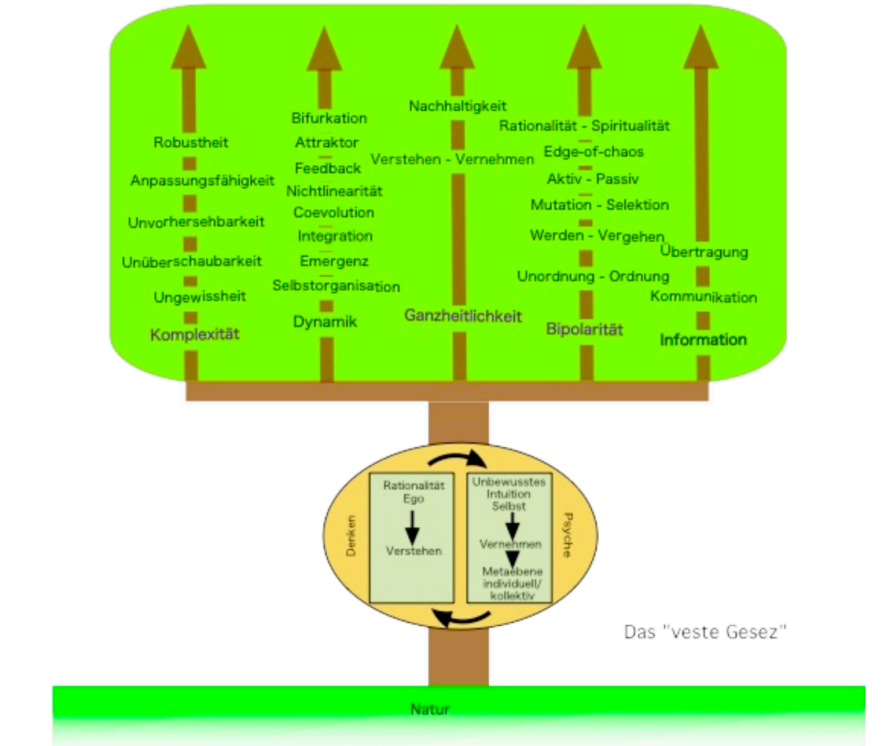 Robustheit
Anpassungsfähigkeit
Unvorhersehbarkeit
Unüberschaubarkeit
Ungewissheit
Komplexität
Bifurkation
Attraktor
Feedback
Nichtlinearität
Coevolution
Integration
Emergenz
Selbstorganisation
Dynamik
Nachhaltigkeit
Verstehen - Vernehmen
Ganzheitlichkeit
Rationalität - Spiritualität
Edge-of-chaos
Aktiv - Passiv
Mutation - Selektion
Werden - Vergehen
Unordnung - Ordnung
Bipolarität
Übertragung
Kommunikation
Information
Denken
Rationalität
Ego
Verstehen
Unbewusstes
Intuition
Selbst
Vernehmen
Metaebene
individuell/
kollektiv
Psyche
Das "veste Gesez"
Natur